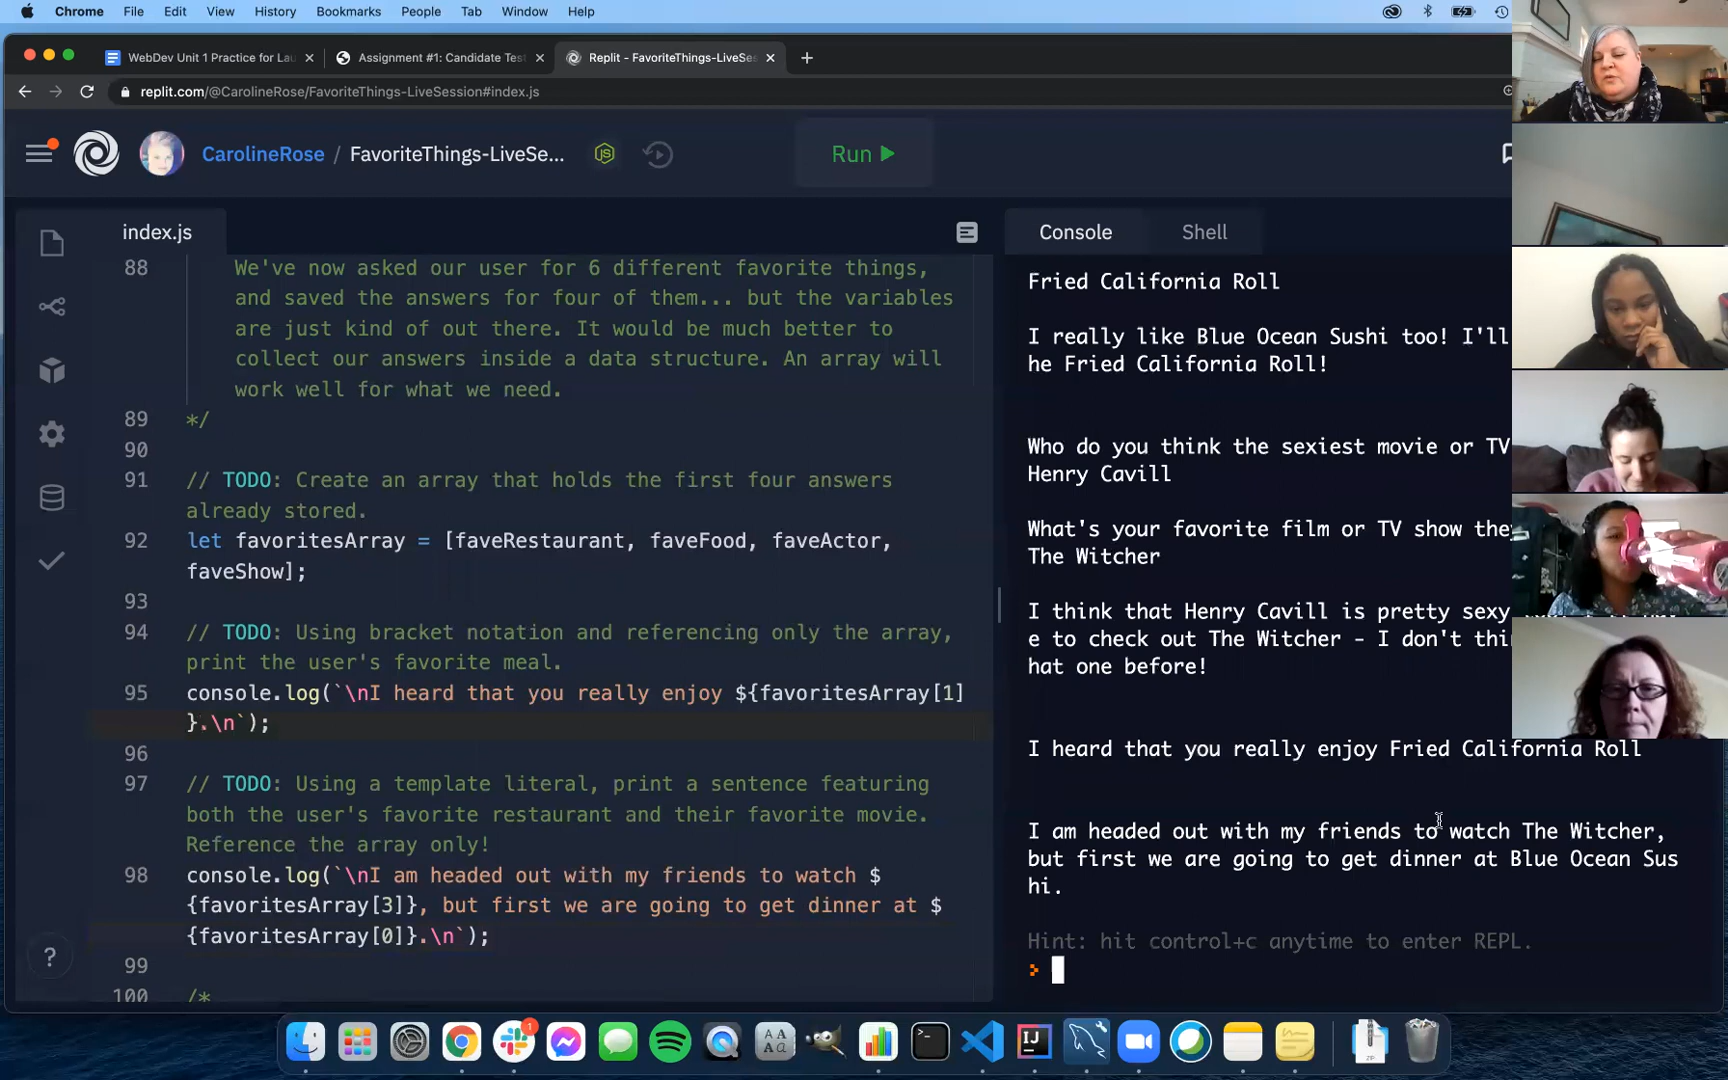 Chrome File Edit View History Bookmarks People Tab Window Help
WebDev Unit 1 Practice for Lau
Assignment #1: Candidate Test
Replit - FavoriteThings-LiveSes
replit.com/@CarolineRose/FavoriteThings-LiveSession#index.js
CarolineRose / FavoriteThings-LiveSe...
Run
index.js
Console
Shell
88 We've now asked our user for 6 different favorite things,
and saved the answers for four of them... but the variables
are just kind of out there. It would be much better to
collect our answers inside a data structure. An array will
work well for what we need.
89 */
90
91 // TODO: Create an array that holds the first four answers
already stored.
92 let favoritesArray = [faveRestaurant, faveFood, faveActor,
faveShow];
93
94 // TODO: Using bracket notation and referencing only the array,
print the user's favorite meal.
95 console.log(`\nI heard that you really enjoy ${favoritesArray[1]
}.\n`);
96
97 // TODO: Using a template literal, print a sentence featuring
both the user's favorite restaurant and their favorite movie.
Reference the array only!
98 console.log(`\nI am headed out with my friends to watch $
{favoritesArray[3]}, but first we are going to get dinner at $
{favoritesArray[0]}.\n`);
99
100 /*
Fried California Roll
I really like Blue Ocean Sushi too! I'll
he Fried California Roll!
Who do you think the sexiest movie or TV
Henry Cavill
What's your favorite film or TV show the
The Witcher
I think that Henry Cavill is pretty sexy
e to check out The Witcher - I don't thi
hat one before!
I heard that you really enjoy Fried California Roll
I am headed out with my friends to watch The Witcher,
but first we are going to get dinner at Blue Ocean Sus
hi.
Hint: hit control+c anytime to enter REPL.
>